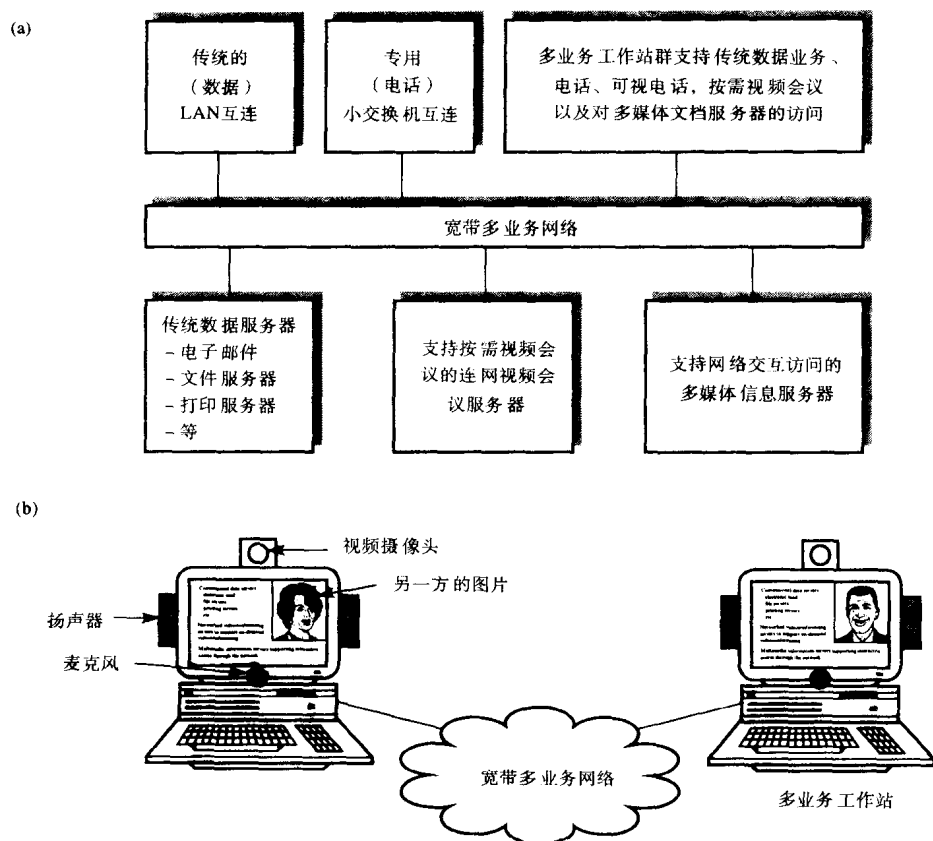 (a)
传统的
（数据）
LAN互连
专用
（电话）
小交换机互连
多业务工作站群支持传统数据业务、
电话、可视电话，按需视频会议
以及对多媒体文档服务器的访问
宽带多业务网络
传统数据服务器
－电子邮件
－文件服务器
－打印服务器
－等
支持按需视频会
议的连网视频会
议服务器
支持网络交互访问的
多媒体信息服务器
(b)
视频摄像头
另一方的图片
扬声器
麦克风
宽带多业务网络
多业务工作站